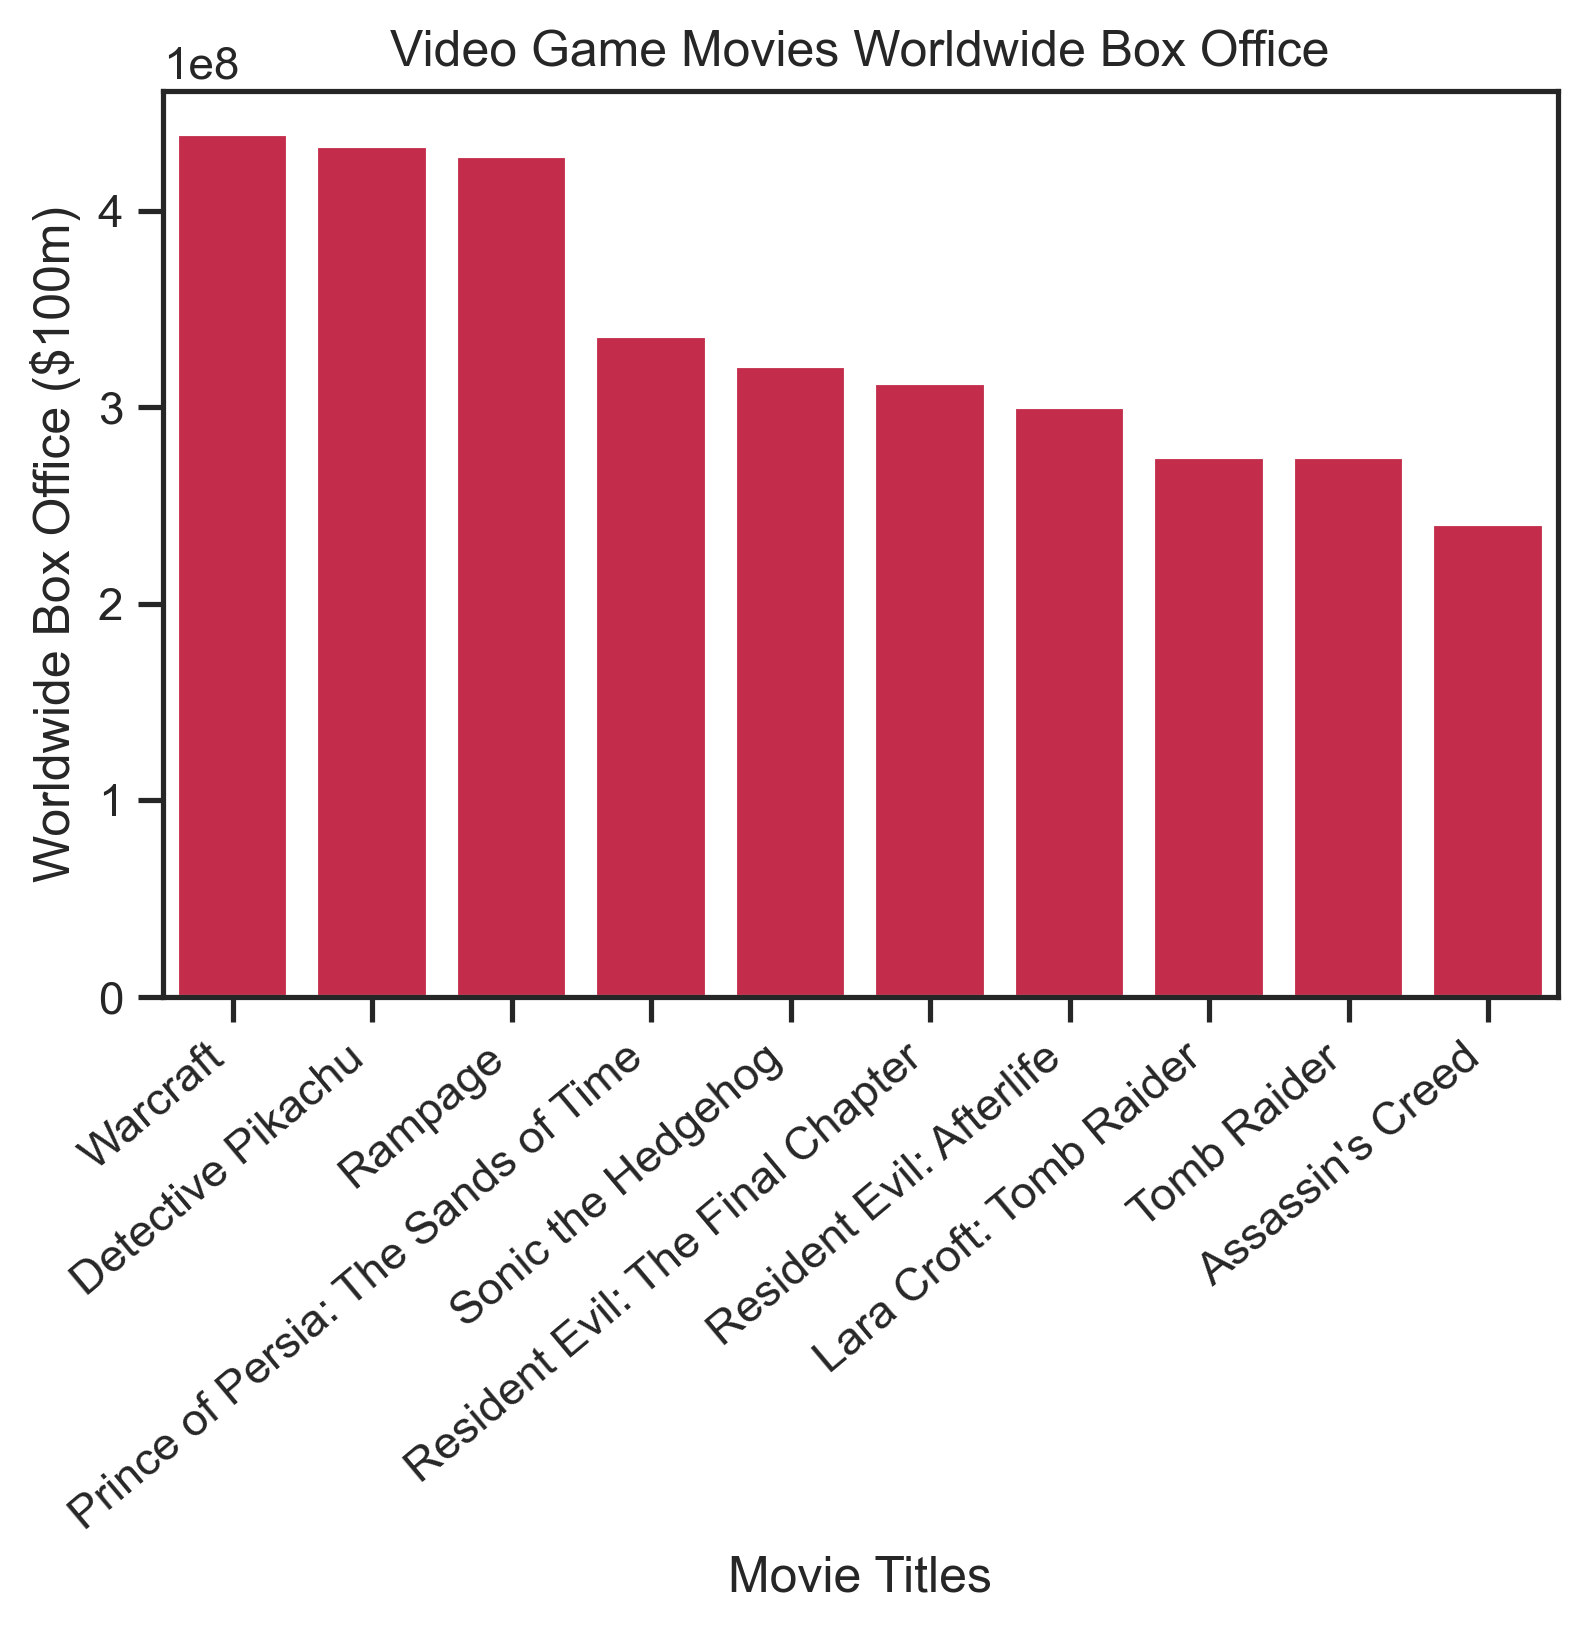 Video Game Movies Worldwide Box Office
1e8
Worldwide Box Office ($100m)
4
3
2
1
0
Warcraft
Detective Pikachu
Rampage
Prince of Persia: The Sands of Time
Sonic the Hedgehog
Resident Evil: The Final Chapter
Resident Evil: Afterlife
Lara Croft: Tomb Raider
Tomb Raider
Assassin's Creed
Movie Titles